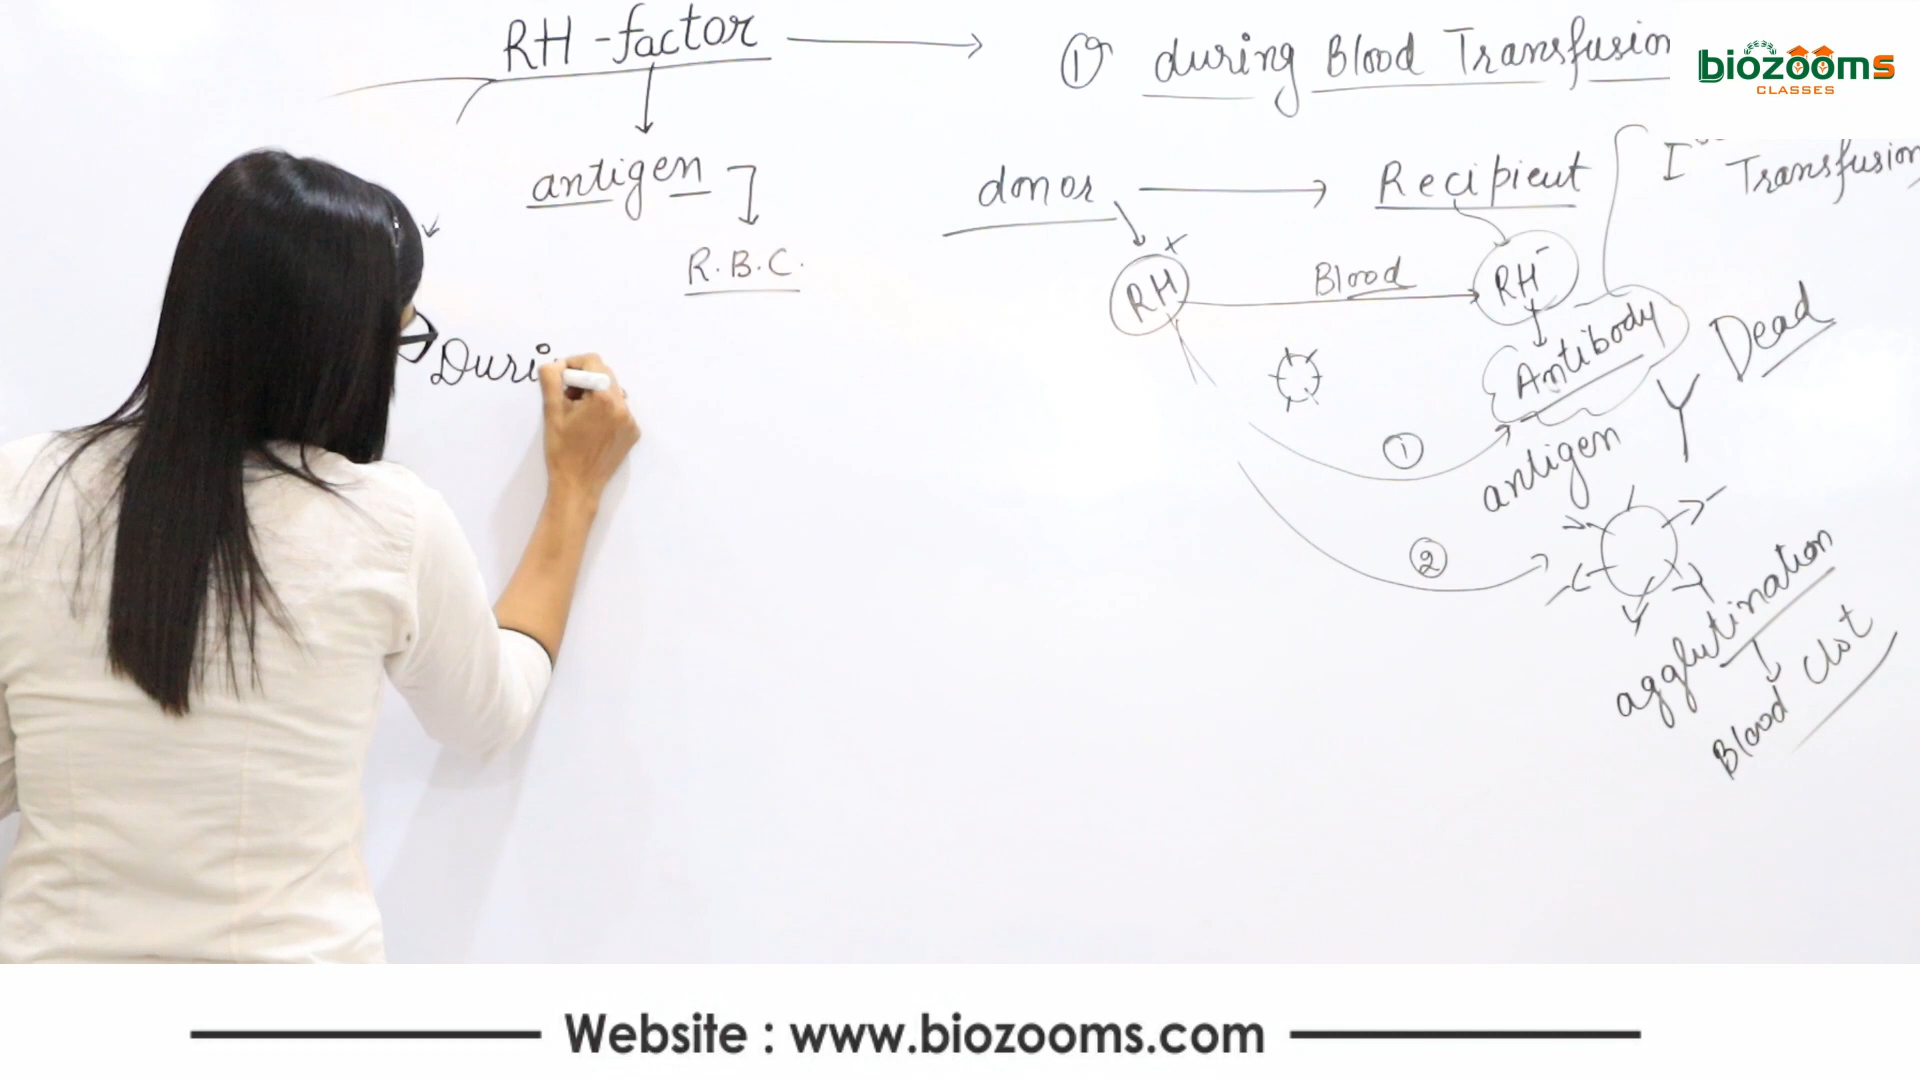 RH-factor
① during Blood Transfusion
biozooms
CLASSES
antigen
R.B.C.
donor
Recipient
I
Transfusion
RH+
Blood
RH-
Antibody
Dead
Duri
①
antigen
②
agglutination
Blood clot
Website : www.biozooms.com